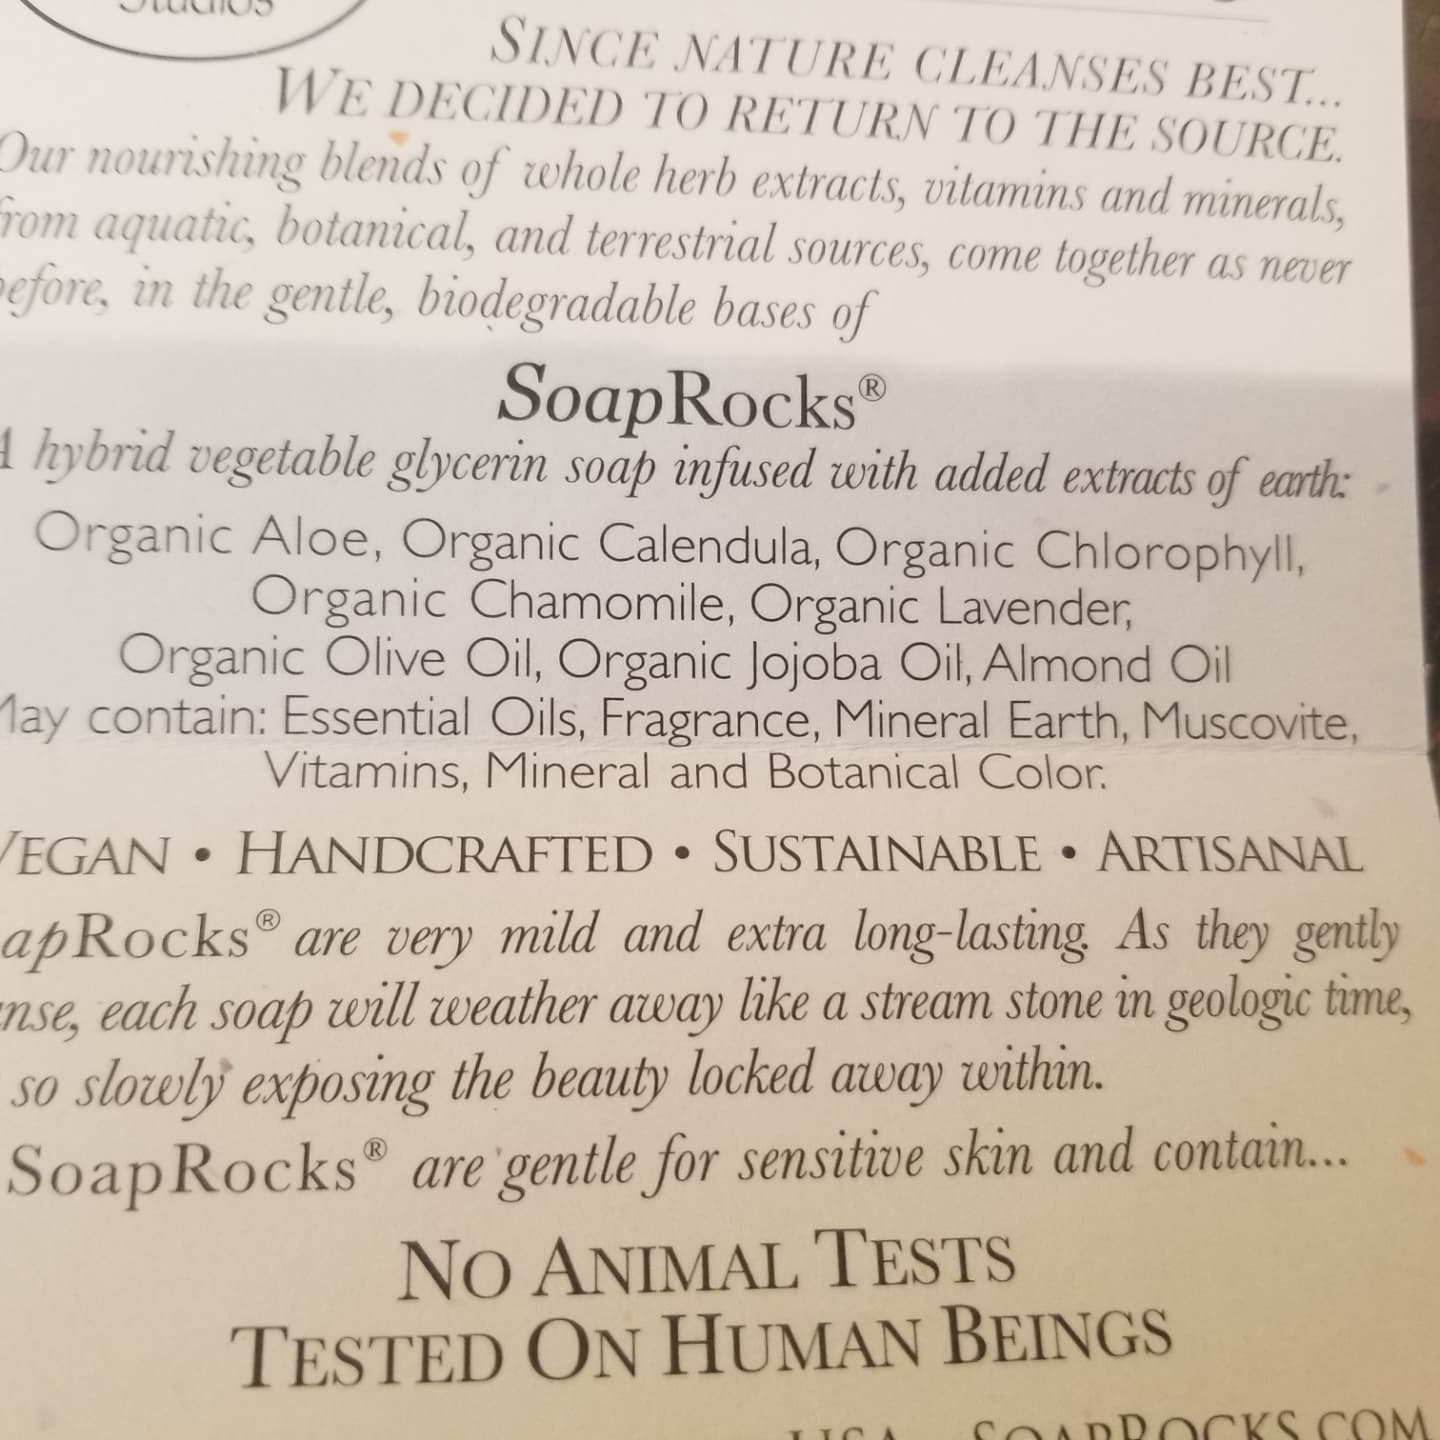 Studios
SINCE NATURE CLEANSES BEST...
WE DECIDED TO RETURN TO THE SOURCE.
Our nourishing blends of whole herb extracts, vitamins and minerals,
from aquatic, botanical, and terrestrial sources, come together as never
before, in the gentle, biodegradable bases of
SoapRocks®
A hybrid vegetable glycerin soap infused with added extracts of earth:
Organic Aloe, Organic Calendula, Organic Chlorophyll,
Organic Chamomile, Organic Lavender,
Organic Olive Oil, Organic Jojoba Oil, Almond Oil
May contain: Essential Oils, Fragrance, Mineral Earth, Muscovite,
Vitamins, Mineral and Botanical Color.
VEGAN • HANDCRAFTED • SUSTAINABLE • ARTISANAL
apRocks® are very mild and extra long-lasting. As they gently
nse, each soap will weather away like a stream stone in geologic time,
so slowly exposing the beauty locked away within.
SoapRocks® are gentle for sensitive skin and contain...
NO ANIMAL TESTS
TESTED ON HUMAN BEINGS
USA SOAPROCKS.COM